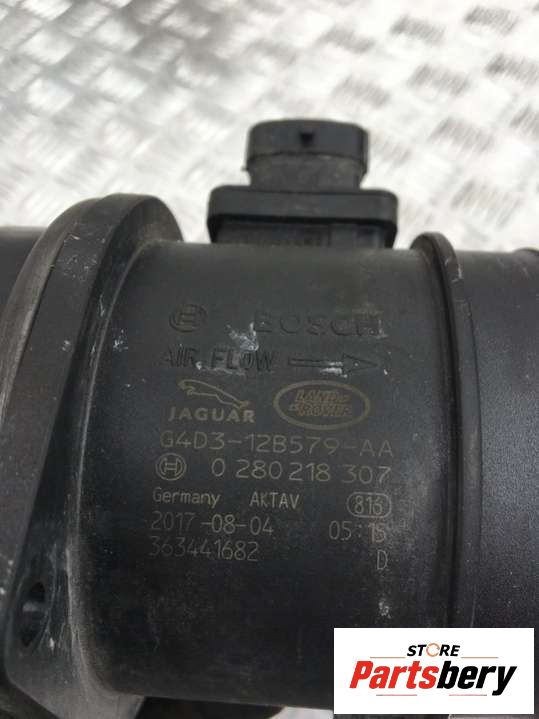 BOSCH
AIR FLOW
JAGUAR
LAND ROVER
G4D3-12B579-AA
0 280 218 307
Germany AKTAV 816
2017-08-04 05:15
363441682 D
STORE
Partsbery